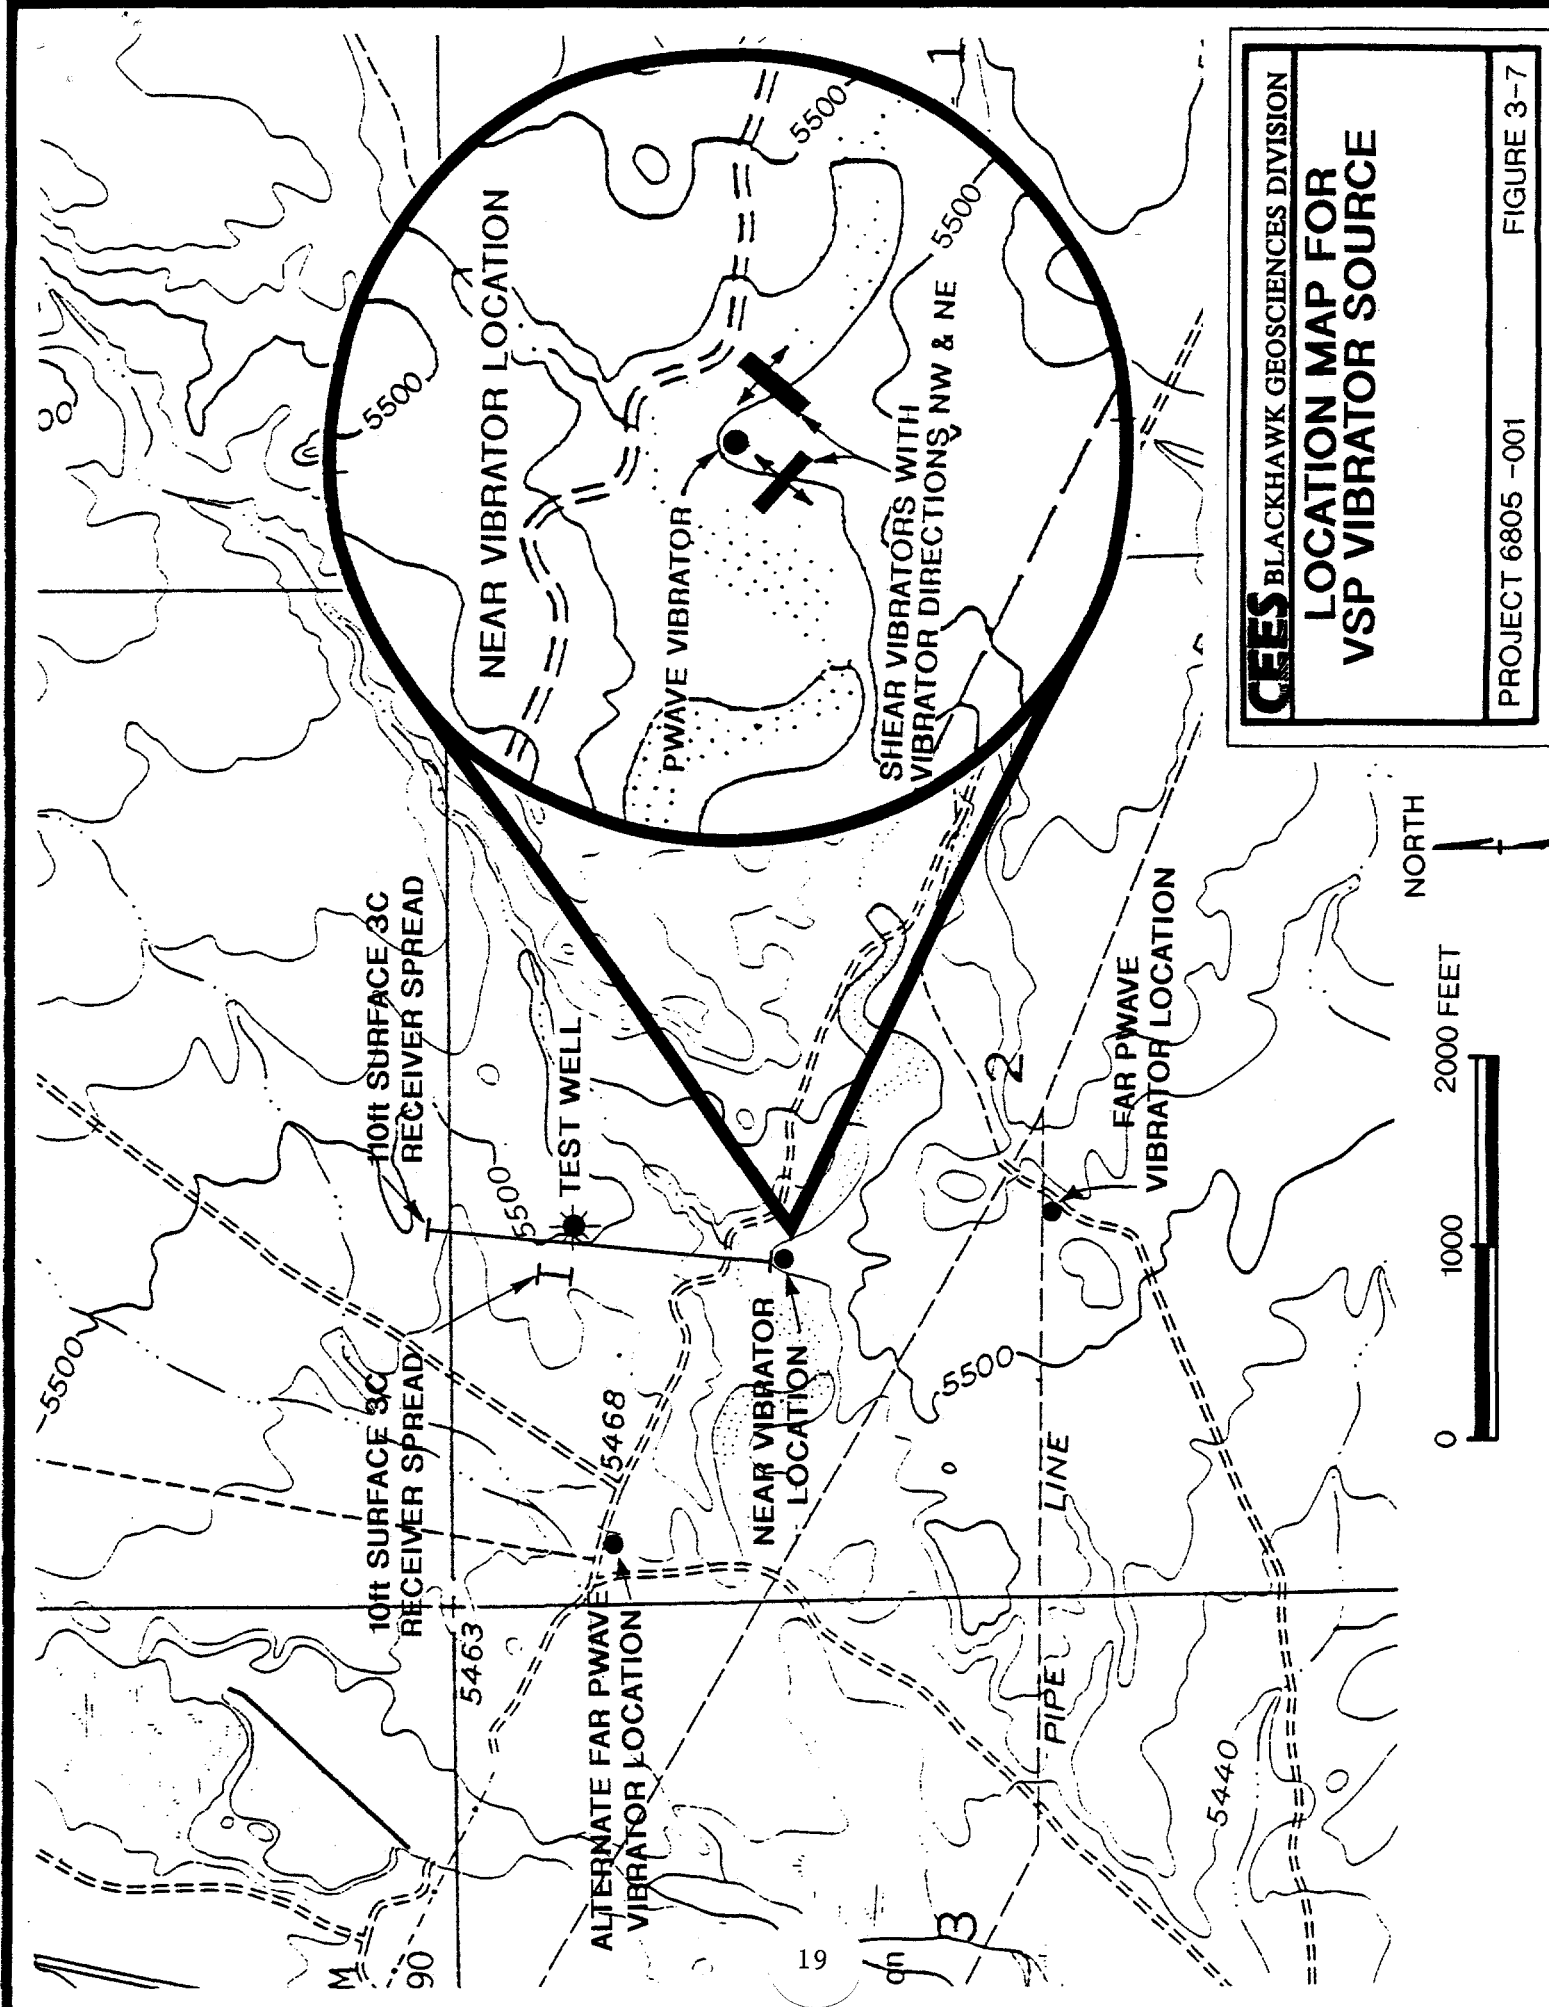 1
5500
5500
NEAR VIBRATOR LOCATION
PWAVE VIBRATOR
SHEAR VIBRATORS WITH
VIBRATOR DIRECTIONS NW & NE
5500
00
110ft SURFACE 3C
RECEIVER SPREAD
TEST WELL
5500
5500
10ft SURFACE 3C
RECEIVER SPREAD
5468
5463
NEAR VIBRATOR
LOCATION
ALTERNATE FAR PWAVE
VIBRATOR LOCATION
2
FAR PWAVE
VIBRATOR LOCATION
5500
PIPE LINE
5440
M
90
on
3
19
NORTH
0 1000 2000 FEET
CEES BLACKHAWK GEOSCIENCES DIVISION
LOCATION MAP FOR
VSP VIBRATOR SOURCE
PROJECT 6805 -001 FIGURE 3-7